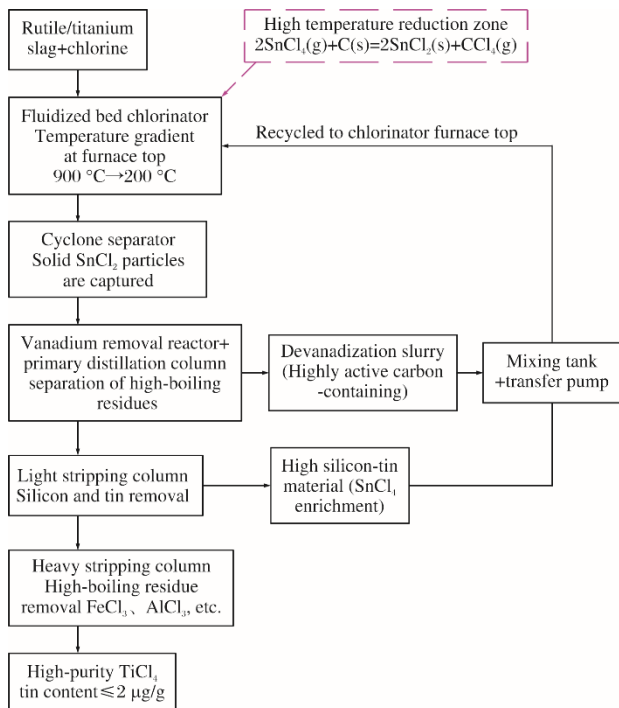 Rutile/titanium
slag+chlorine
High temperature reduction zone
2SnCl₄(g)+C(s)=2SnCl₂(s)+CCl₄(g)
Fluidized bed chlorinator
Temperature gradient
at furnace top
900 °C→200 °C
Recycled to chlorinator furnace top
Cyclone separator
Solid SnCl₂ particles
are captured
Vanadium removal reactor+
primary distillation column
separation of high-boiling
residues
Devanadization slurry
(Highly active carbon
-containing)
Mixing tank
+transfer pump
Light stripping column
Silicon and tin removal
High silicon-tin
material (SnCl₄
enrichment)
Heavy stripping column
High-boiling residue
removal FeCl₃、AlCl₃, etc.
High-purity TiCl₄
tin content≤2 μg/g